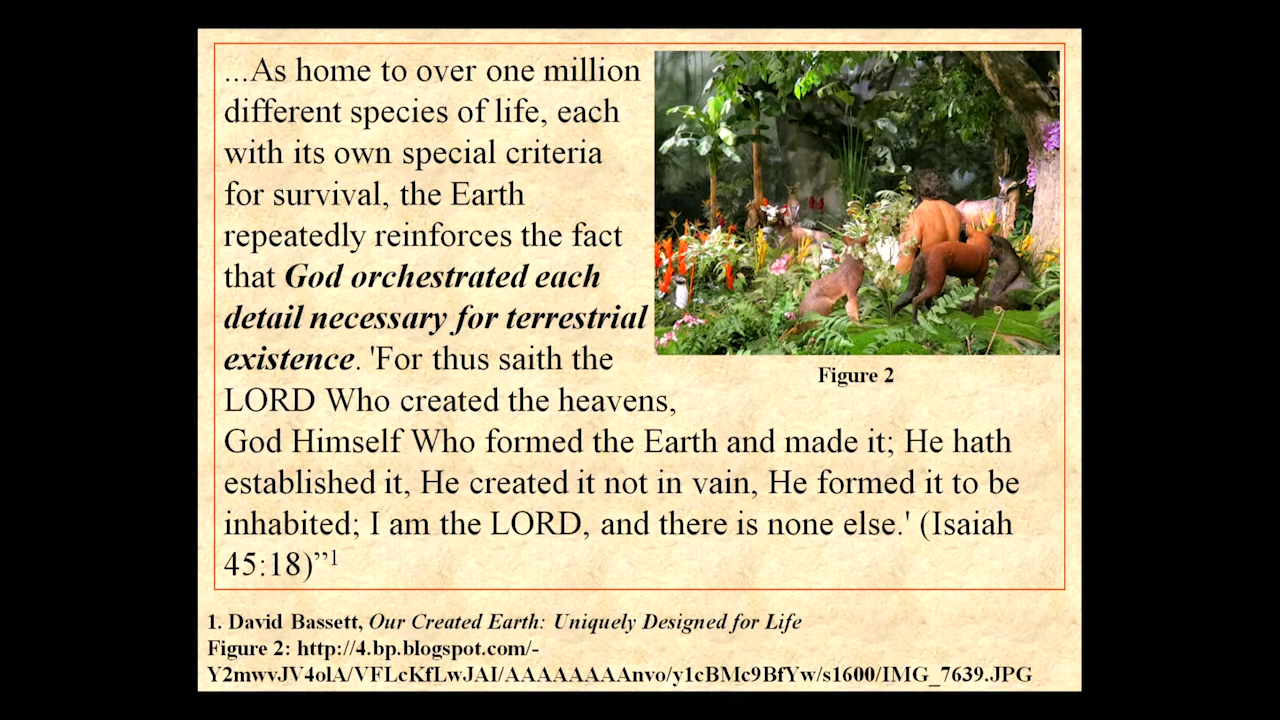 ...As home to over one million
different species of life, each
with its own special criteria
for survival, the Earth
repeatedly reinforces the fact
that God orchestrated each
detail necessary for terrestrial
existence. 'For thus saith the
LORD Who created the heavens,
God Himself Who formed the Earth and made it; He hath
established it, He created it not in vain, He formed it to be
inhabited; I am the LORD, and there is none else.' (Isaiah
45:18)”1
Figure 2
1. David Bassett, Our Created Earth: Uniquely Designed for Life
Figure 2: http://4.bp.blogspot.com/-
Y2mwvJV4olA/VFLcKfLwJAI/AAAAAAAAnvo/y1cBMc9BfYw/s1600/IMG_7639.JPG